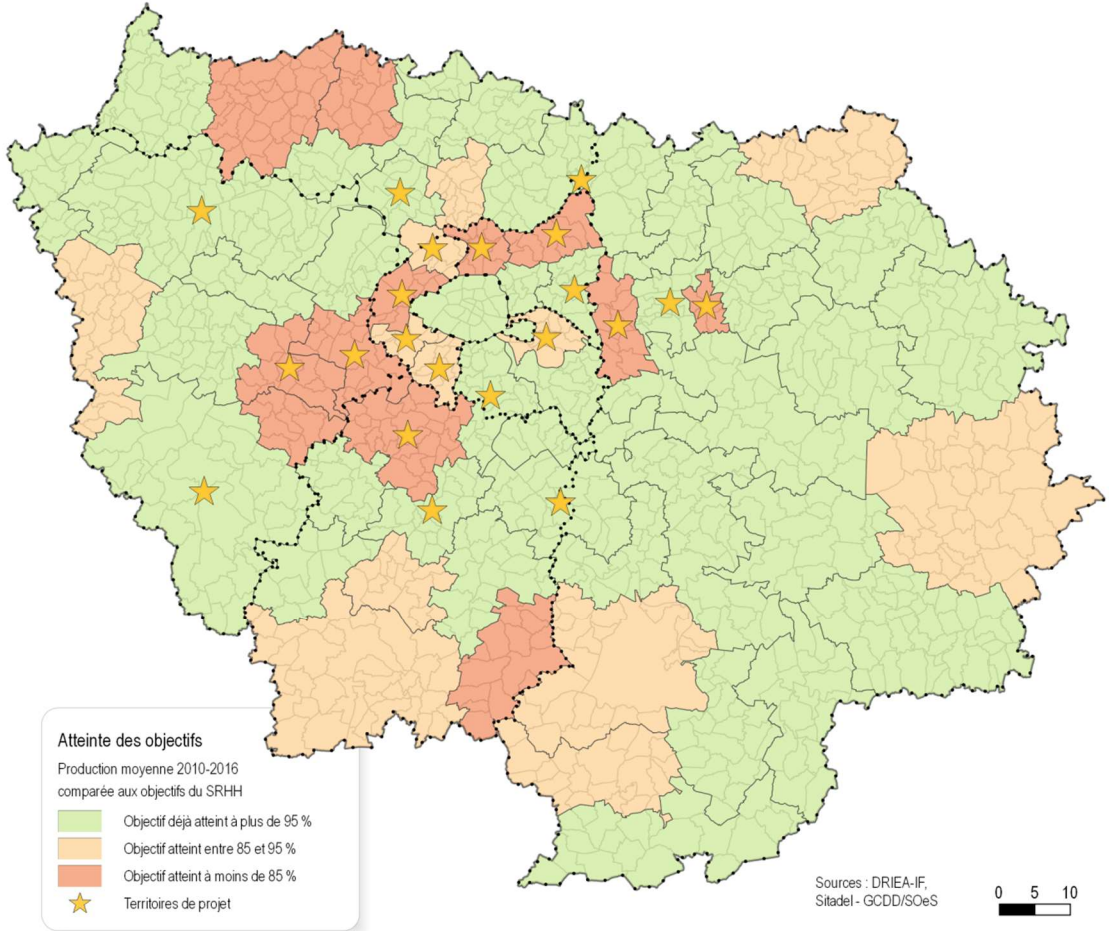 Atteinte des objectifs
Production moyenne 2010-2016
comparée aux objectifs du SRHH
Objectif déjà atteint à plus de 95 %
Objectif atteint entre 85 et 95 %
Objectif atteint à moins de 85 %
Territoires de projet
Sources : DRIEA-IF,
Sitadel - GCDD/SOeS
0 5 10